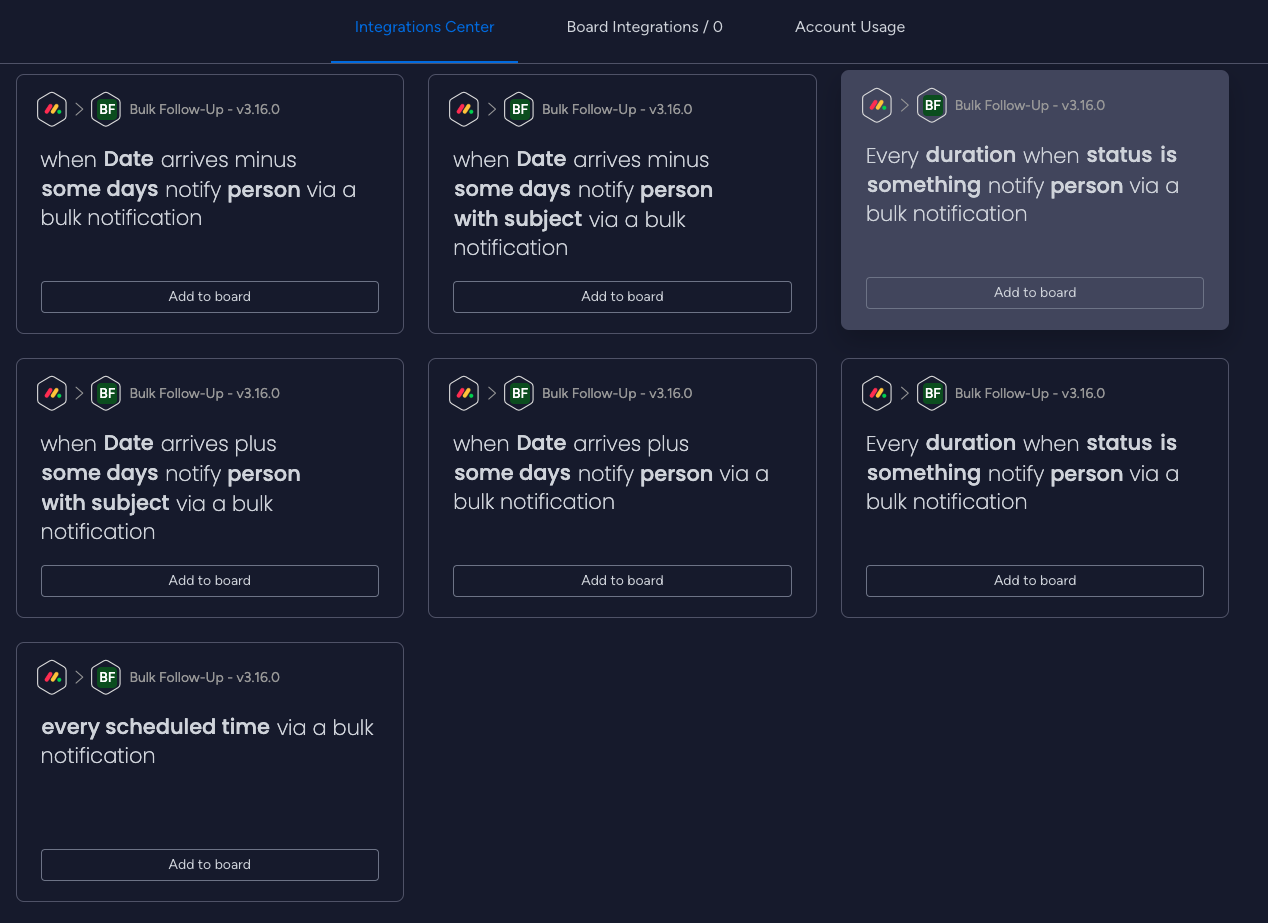 Integrations Center
Board Integrations / 0
Account Usage
BF
Bulk Follow-Up - v3.16.0
when Date arrives minus
some days notify person via a
bulk notification
Add to board
BF
Bulk Follow-Up - v3.16.0
when Date arrives minus
some days notify person
with subject via a bulk
notification
Add to board
BF
Bulk Follow-Up - v3.16.0
Every duration when status is
something notify person via a
bulk notification
Add to board
BF
Bulk Follow-Up - v3.16.0
when Date arrives plus
some days notify person
with subject via a bulk
notification
Add to board
BF
Bulk Follow-Up - v3.16.0
when Date arrives plus
some days notify person via a
bulk notification
Add to board
BF
Bulk Follow-Up - v3.16.0
Every duration when status is
something notify person via a
bulk notification
Add to board
BF
Bulk Follow-Up - v3.16.0
every scheduled time via a bulk
notification
Add to board